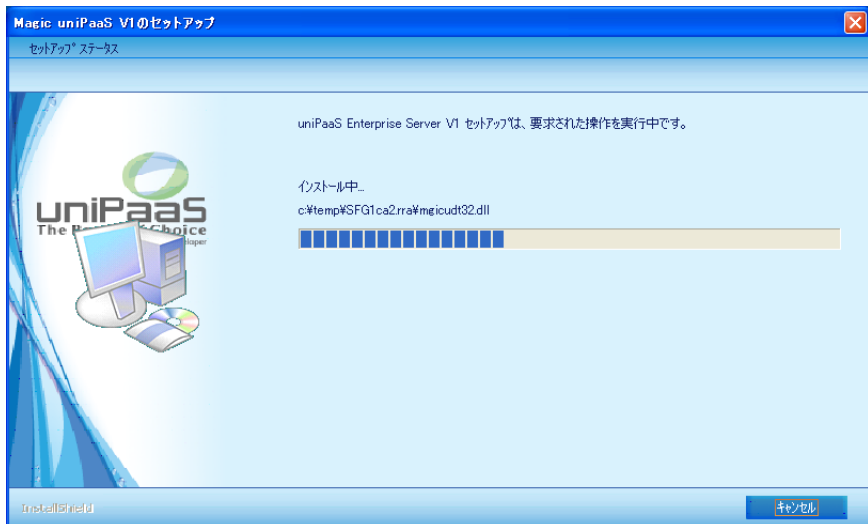 Magic uniPaaS V1のセットアップ
セットアップ ステータス
uniPaaS Enterprise Server V1 セットアップは、要求された操作を実行中です。
インストール中...
c:¥temp¥SFG1ca2.rra¥mgicudt32.dll
uniPaaS
The Choice
InstallShield
キャンセル